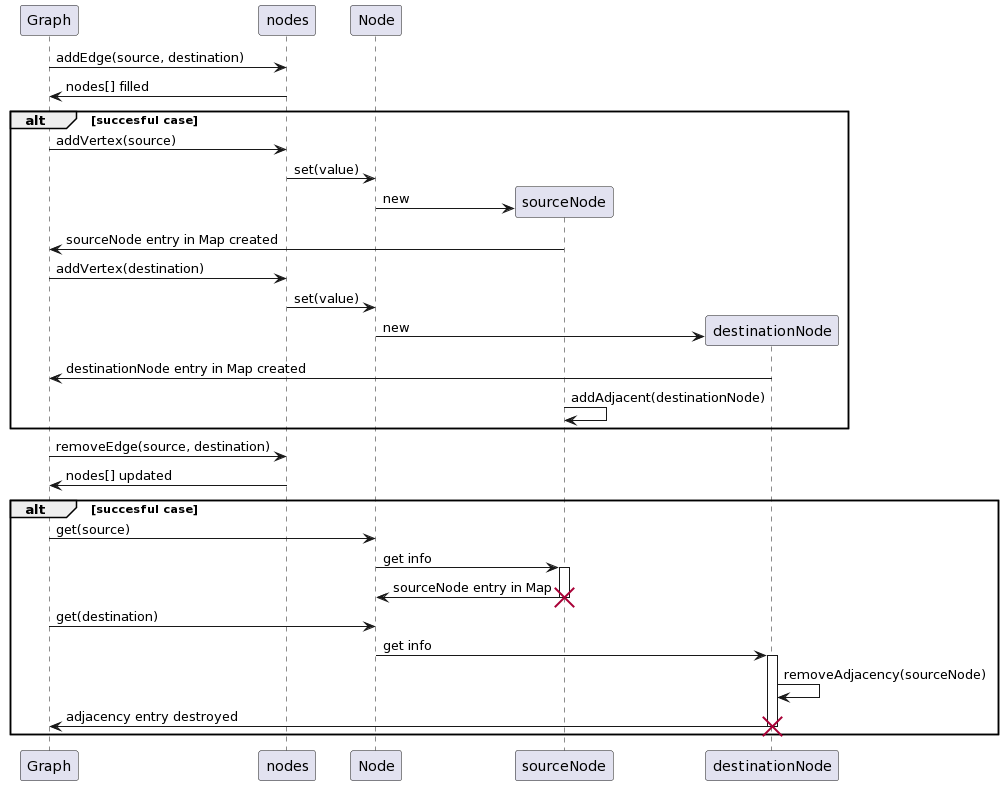 Graph nodes Node
addEdge(source, destination)
nodes[] filled
alt [succesful case]
addVertex(source)
set(value)
new
sourceNode
sourceNode entry in Map created
addVertex(destination)
set(value)
new
destinationNode
destinationNode entry in Map created
addAdjacent(destinationNode)
removeEdge(source, destination)
nodes[] updated
alt [succesful case]
get(source)
get info
sourceNode entry in Map
get(destination)
get info
removeAdjacency(sourceNode)
adjacency entry destroyed
Graph nodes Node sourceNode destinationNode